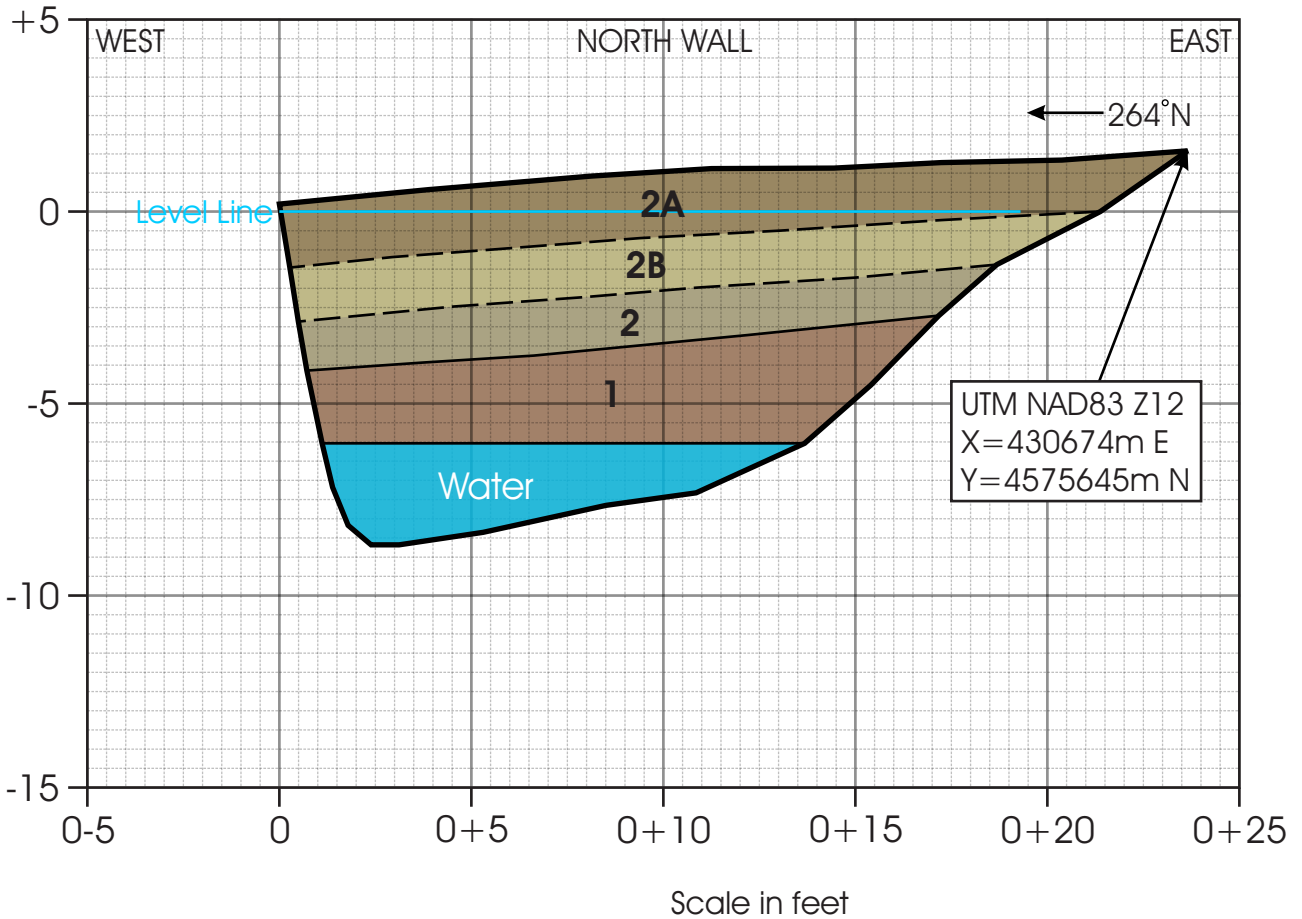 +5
WEST
NORTH WALL
EAST
264°N
2A
Level Line
0
2B
2
1
-5
UTM NAD83 Z12
X=430674m E
Y=4575645m N
Water
-10
-15
0-5
0
0+5
0+10
0+15
0+20
0+25
Scale in feet